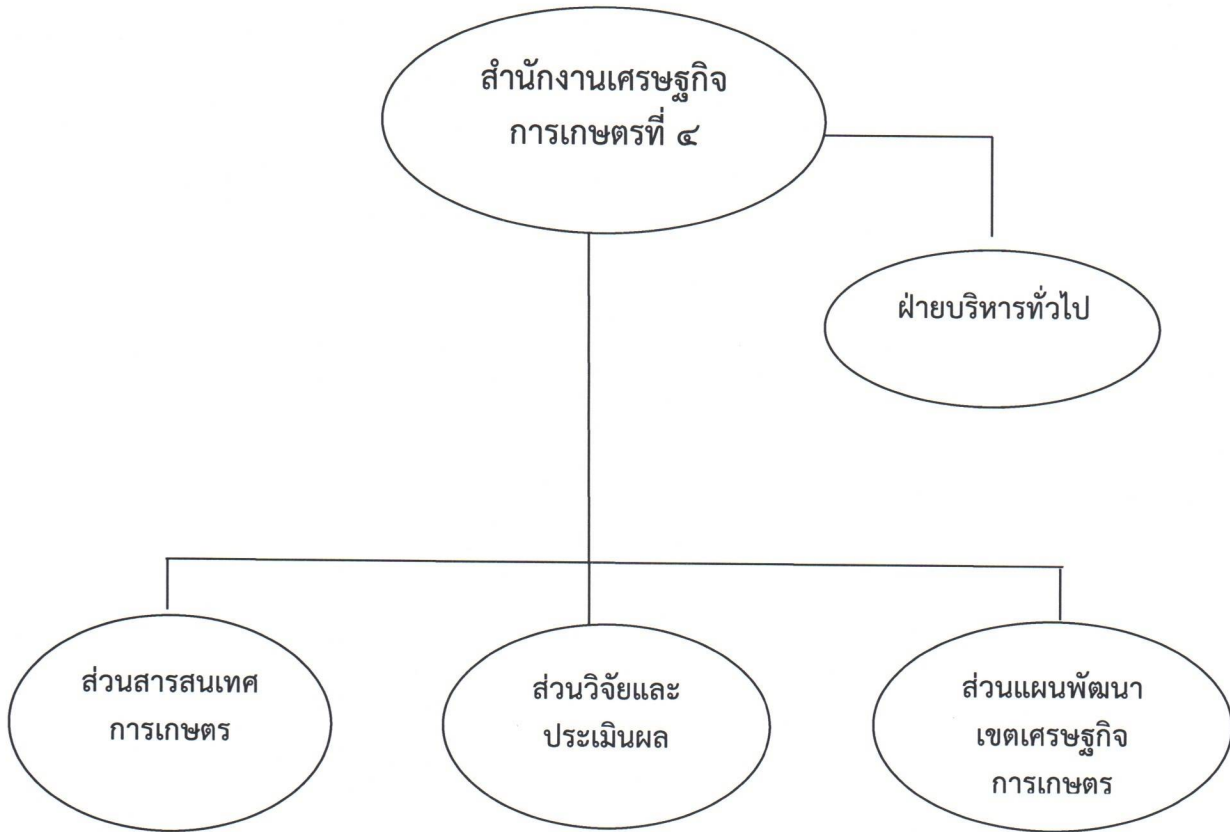 สำนักงานเศรษฐกิจ
การเกษตรที่ ๔
ฝ่ายบริหารทั่วไป
ส่วนสารสนเทศ
การเกษตร
ส่วนวิจัยและ
ประเมินผล
ส่วนแผนพัฒนา
เขตเศรษฐกิจ
การเกษตร